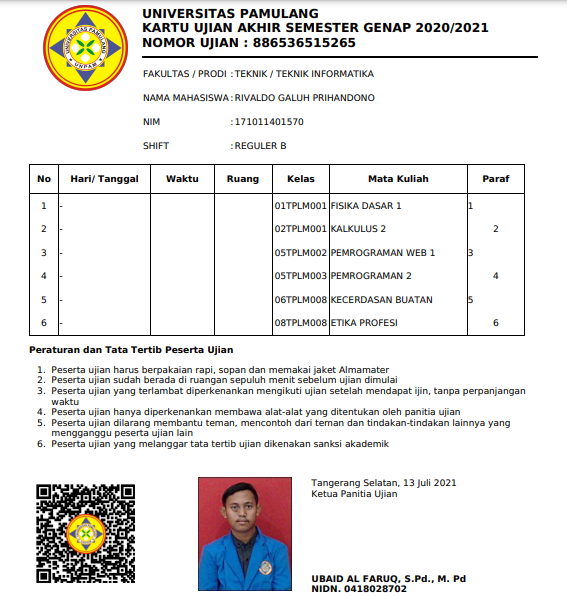 UNIVERSITAS PAMULANG
UNPAM
UNIVERSITAS PAMULANG
KARTU UJIAN AKHIR SEMESTER GENAP 2020/2021
NOMOR UJIAN : 886536515265
FAKULTAS / PRODI : TEKNIK / TEKNIK INFORMATIKA
NAMA MAHASISWA : RIVALDO GALUH PRIHANDONO
NIM : 171011401570
SHIFT : REGULER B
No Hari/ Tanggal Waktu Ruang Kelas Mata Kuliah Paraf
1 - 01TPLM001 FISIKA DASAR 1 1
2 - 02TPLM001 KALKULUS 2 2
3 - 05TPLM002 PEMROGRAMAN WEB 1 3
4 - 05TPLM003 PEMROGRAMAN 2 4
5 - 06TPLM008 KECERDASAN BUATAN 5
6 - 08TPLM008 ETIKA PROFESI 6
Peraturan dan Tata Tertib Peserta Ujian
1. Peserta ujian harus berpakaian rapi, sopan dan memakai jaket Almamater
2. Peserta ujian sudah berada di ruangan sepuluh menit sebelum ujian dimulai
3. Peserta ujian yang terlambat diperkenankan mengikuti ujian setelah mendapat ijin, tanpa perpanjangan
waktu
4. Peserta ujian hanya diperkenankan membawa alat-alat yang ditentukan oleh panitia ujian
5. Peserta ujian dilarang membantu teman, mencontoh dari teman dan tindakan-tindakan lainnya yang
mengganggu peserta ujian lain
6. Peserta ujian yang melanggar tata tertib ujian dikenakan sanksi akademik
Tangerang Selatan, 13 Juli 2021
Ketua Panitia Ujian
UBAID AL FARUQ, S.Pd., M. Pd
NIDN. 0418028702